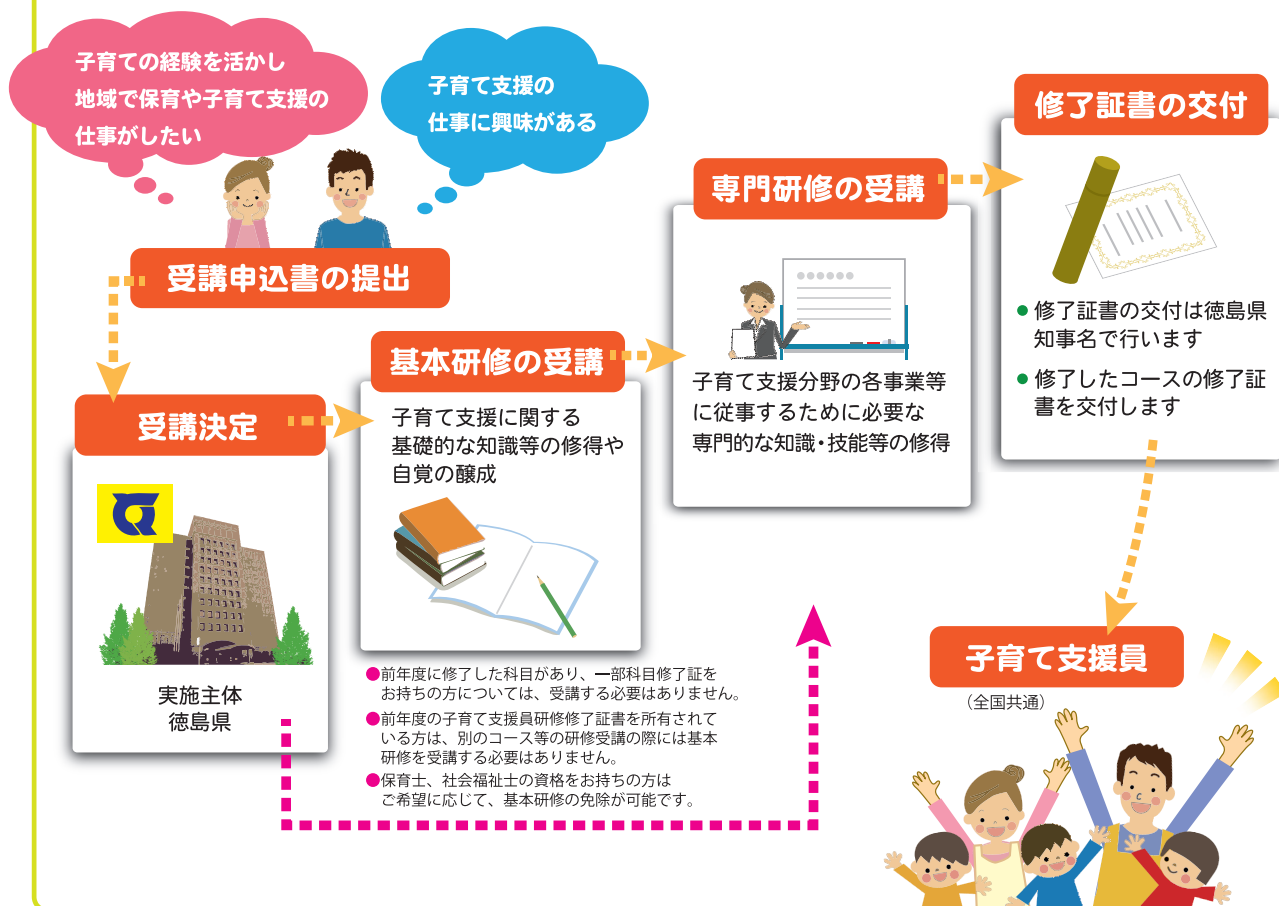 子育ての経験を活かし
地域で保育や子育て支援の
仕事がしたい
子育て支援の
仕事に興味がある
受講申込書の提出
受講決定
実施主体
徳島県
基本研修の受講
子育て支援に関する
基礎的な知識等の修得や
自覚の醸成
●前年度に修了した科目があり、一部科目修了証を
お持ちの方については、受講する必要はありません。
●前年度の子育て支援員研修修了証書を所有されて
いる方は、別のコース等の研修受講の際には基本
研修を受講する必要はありません。
●保育士、社会福祉士の資格をお持ちの方は
ご希望に応じて、基本研修の免除が可能です。
専門研修の受講
子育て支援分野の各事業等
に従事するために必要な
専門的な知識・技能等の修得
修了証書の交付
● 修了証書の交付は徳島県
知事名で行います
● 修了したコースの修了証
書を交付します
子育て支援員
（全国共通）